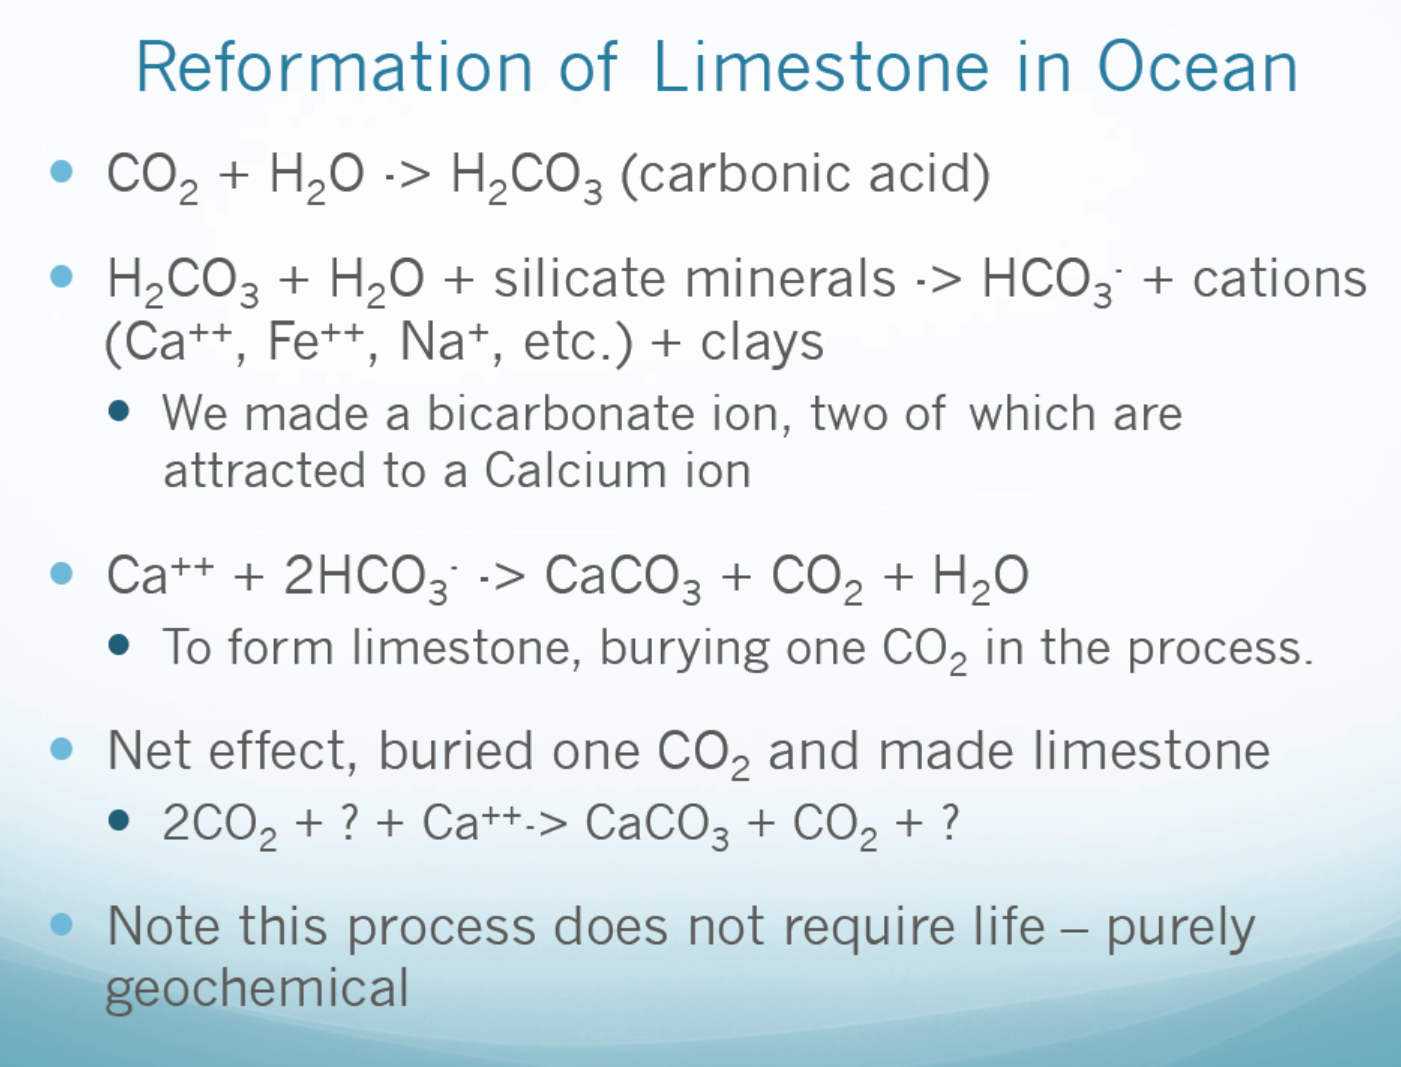 Reformation of Limestone in Ocean
• CO₂ + H₂O -> H₂CO₃ (carbonic acid)
• H₂CO₃ + H₂O + silicate minerals -> HCO₃⁻ + cations
(Ca⁺⁺, Fe⁺⁺, Na⁺, etc.) + clays
• We made a bicarbonate ion, two of which are
attracted to a Calcium ion
• Ca⁺⁺ + 2HCO₃⁻ -> CaCO₃ + CO₂ + H₂O
• To form limestone, burying one CO₂ in the process.
• Net effect, buried one CO₂ and made limestone
• 2CO₂ + ? + Ca⁺⁺-> CaCO₃ + CO₂ + ?
• Note this process does not require life – purely
geochemical